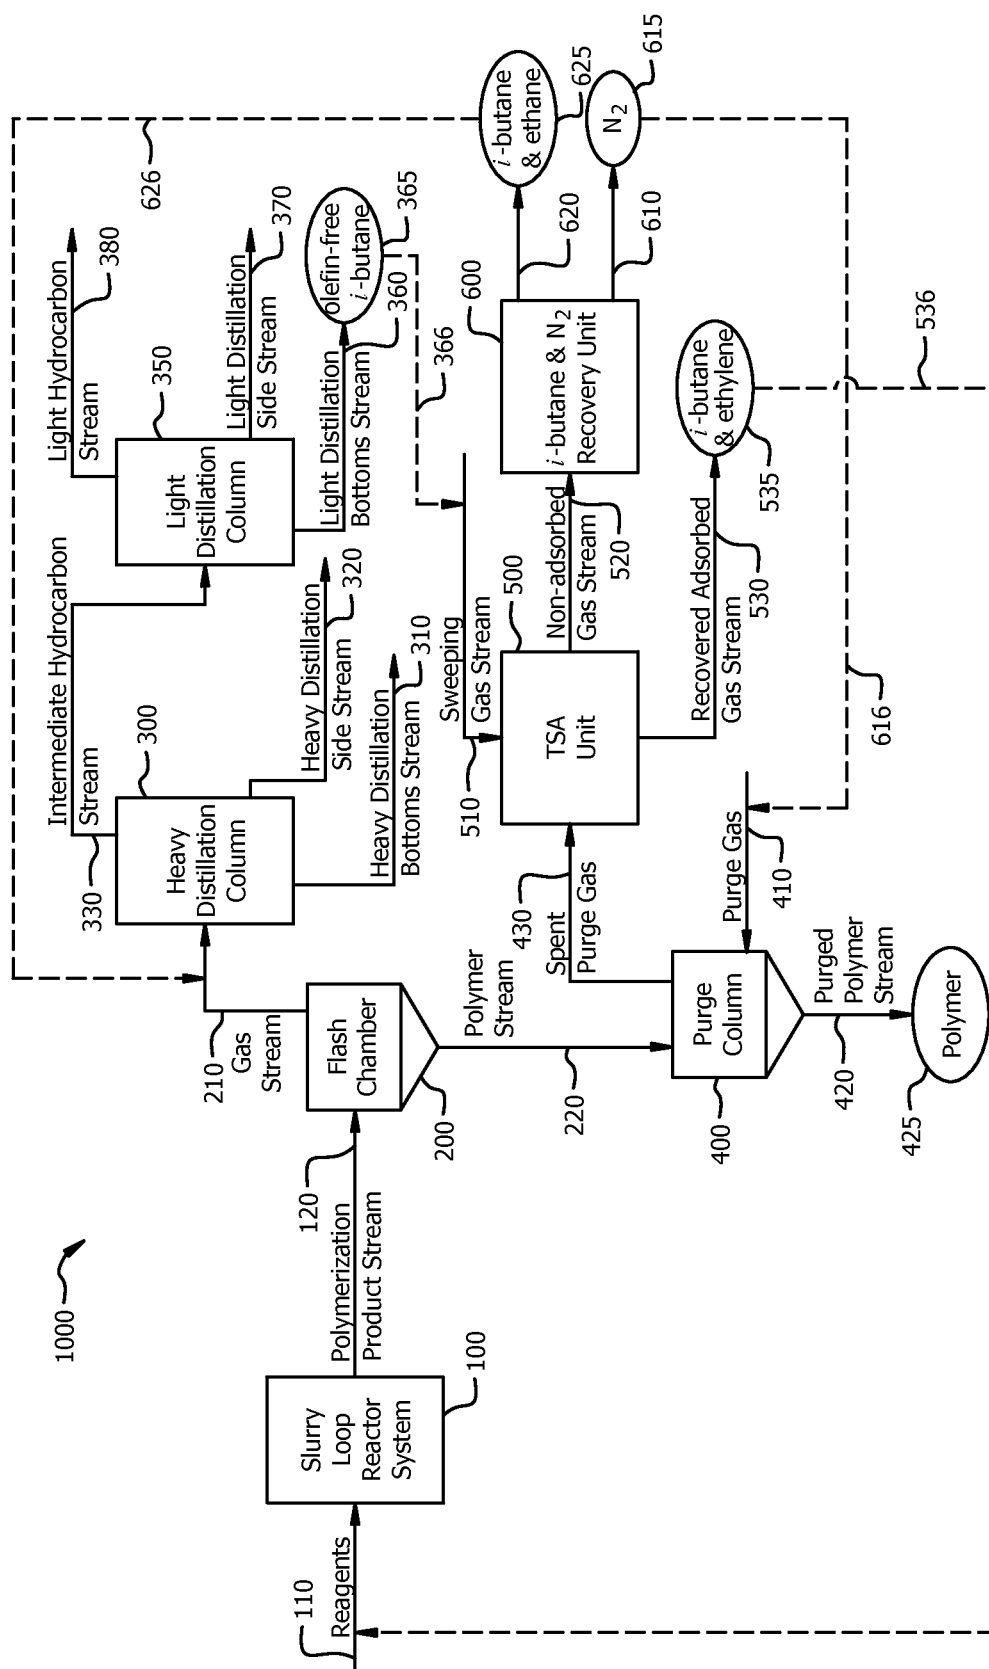 1000
110
Reagents
Slurry
Loop
Reactor
System
100
Polymerization
Product Stream
120
Flash
Chamber
200
210
Gas
Stream
Polymer
Stream
220
Heavy
Distillation
Column
300
330
Intermediate Hydrocarbon
Stream
Heavy Distillation
Side Stream
320
Heavy Distillation
Bottoms Stream
310
Light
Distillation
Column
350
Light Hydrocarbon
Stream
380
Light Distillation
Side Stream
370
Light Distillation
Bottoms Stream
360
olefin-free
i-butane
365
366
626
Purge
Column
400
Purge Gas
410
Purged
Polymer
Stream
420
Polymer
425
430
Spent
Purge Gas
TSA
Unit
500
Sweeping
Gas Stream
510
Non-adsorbed
Gas Stream
520
Recovered Adsorbed
Gas Stream
530
i-butane
& ethylene
535
536
i-butane & N2
Recovery Unit
600
620
610
i-butane
& ethane
625
N2
615
616